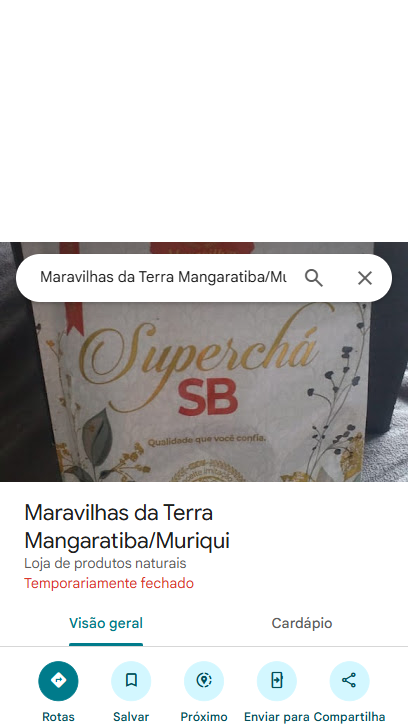 Maravilhas da Terra Mangaratiba/Mu
Superchá
SB
Qualidade que você confia.
Maravilhas da Terra
Mangaratiba/Muriqui
Loja de produtos naturais
Temporariamente fechado
Visão geral
Cardápio
Rotas
Salvar
Próximo
Enviar para
Compartilha